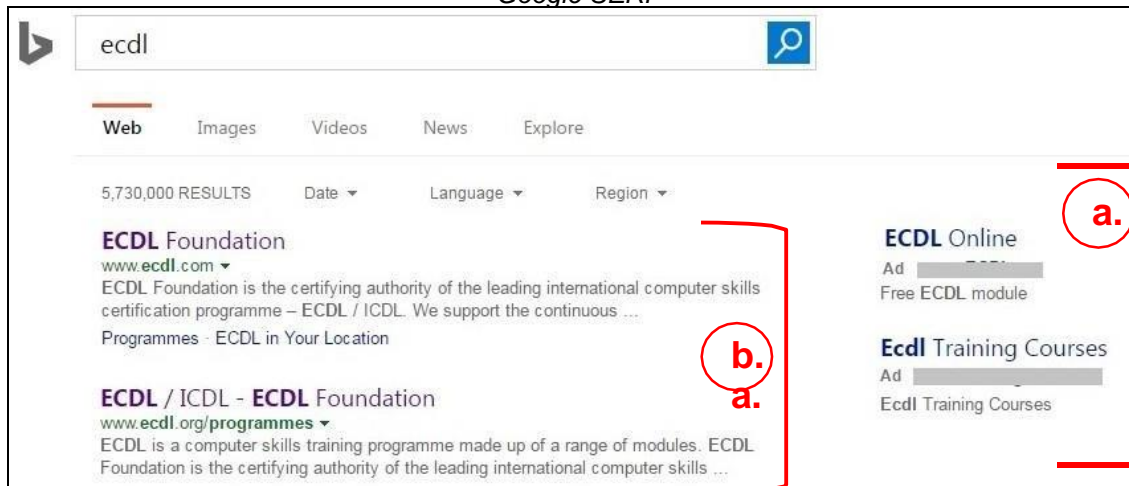 ecdl
Web Images Videos News Explore
5,730,000 RESULTS Date Language Region
ECDL Foundation
www.ecdl.com
ECDL Foundation is the certifying authority of the leading international computer skills
certification programme – ECDL / ICDL. We support the continuous ...
Programmes · ECDL in Your Location
b.
a.
ECDL / ICDL - ECDL Foundation
www.ecdl.org/programmes
ECDL is a computer skills training programme made up of a range of modules. ECDL
Foundation is the certifying authority of the leading international computer skills ...
a.
ECDL Online
Ad
Free ECDL module
Ecdl Training Courses
Ad
Ecdl Training Courses